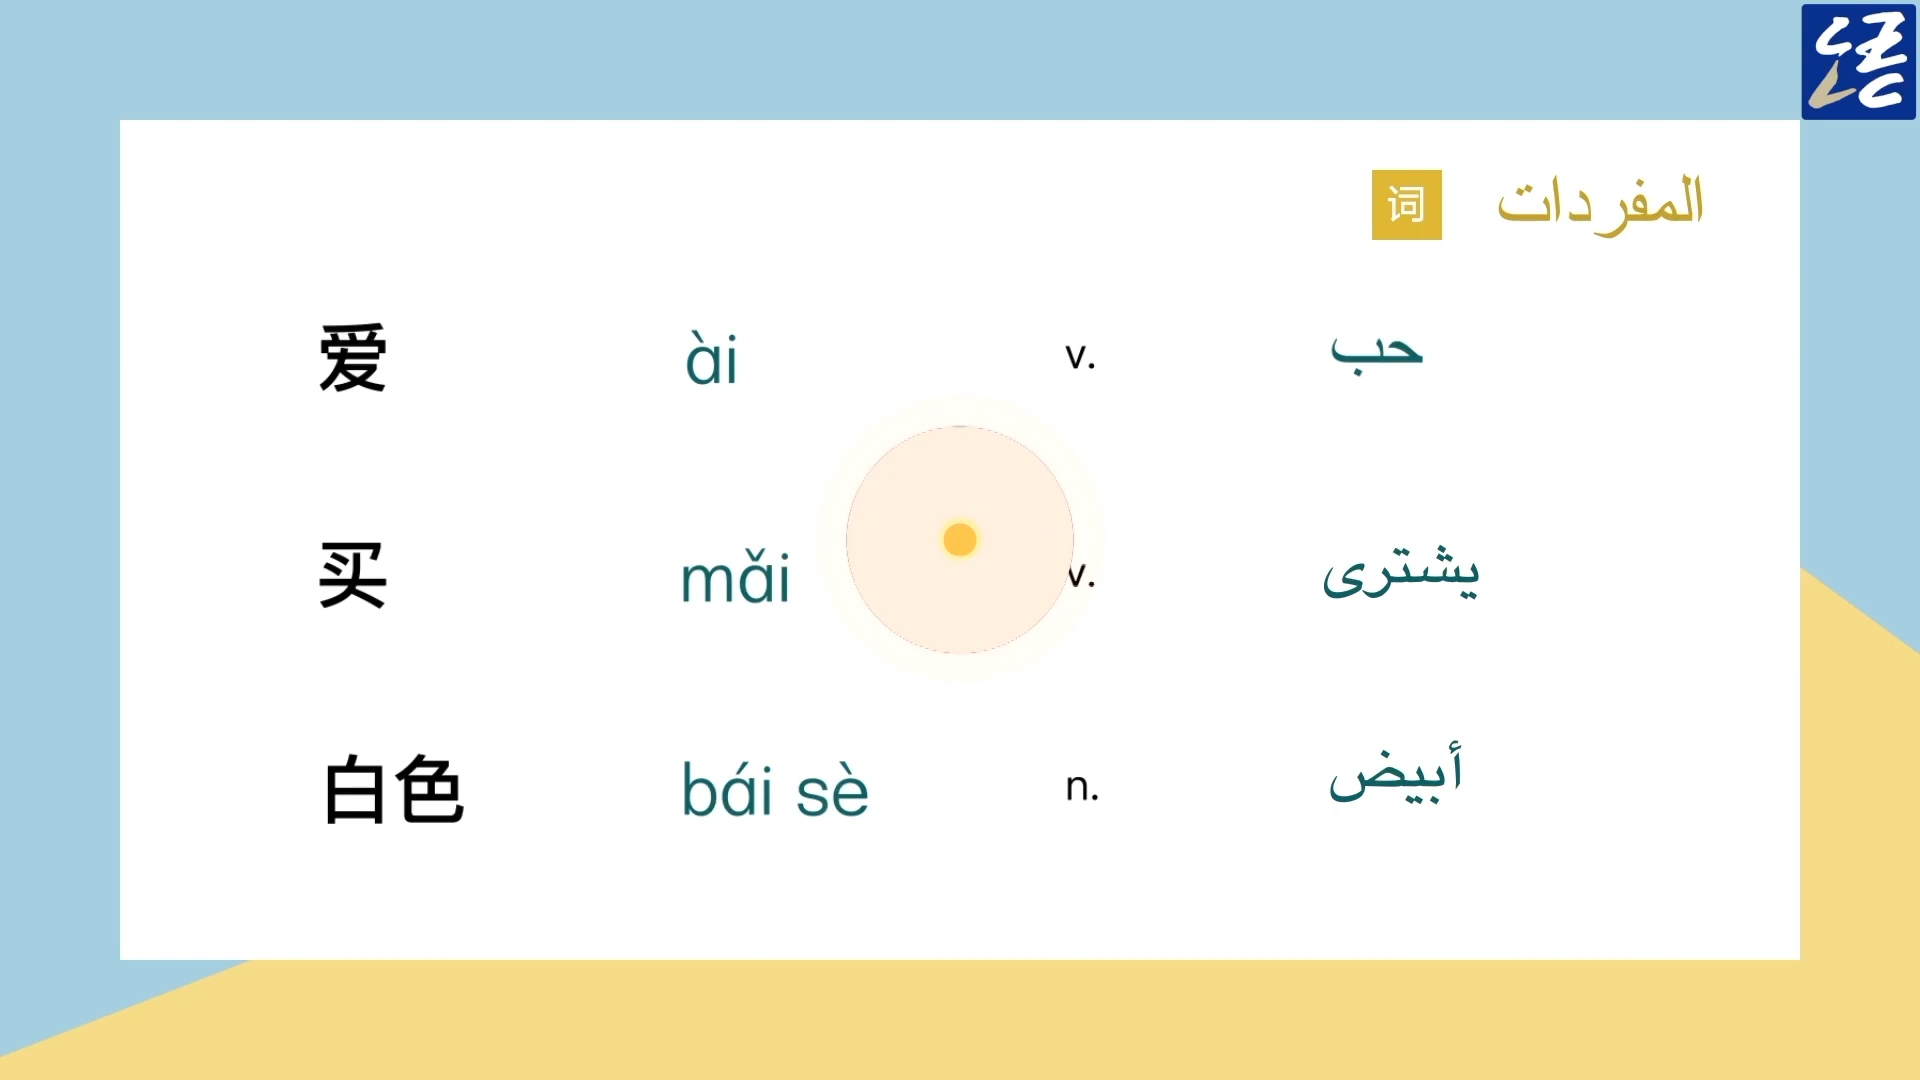 词 المفردات
爱 ài v. حب
买 mǎi v. يشترى
白色 bái sè n. أبيض